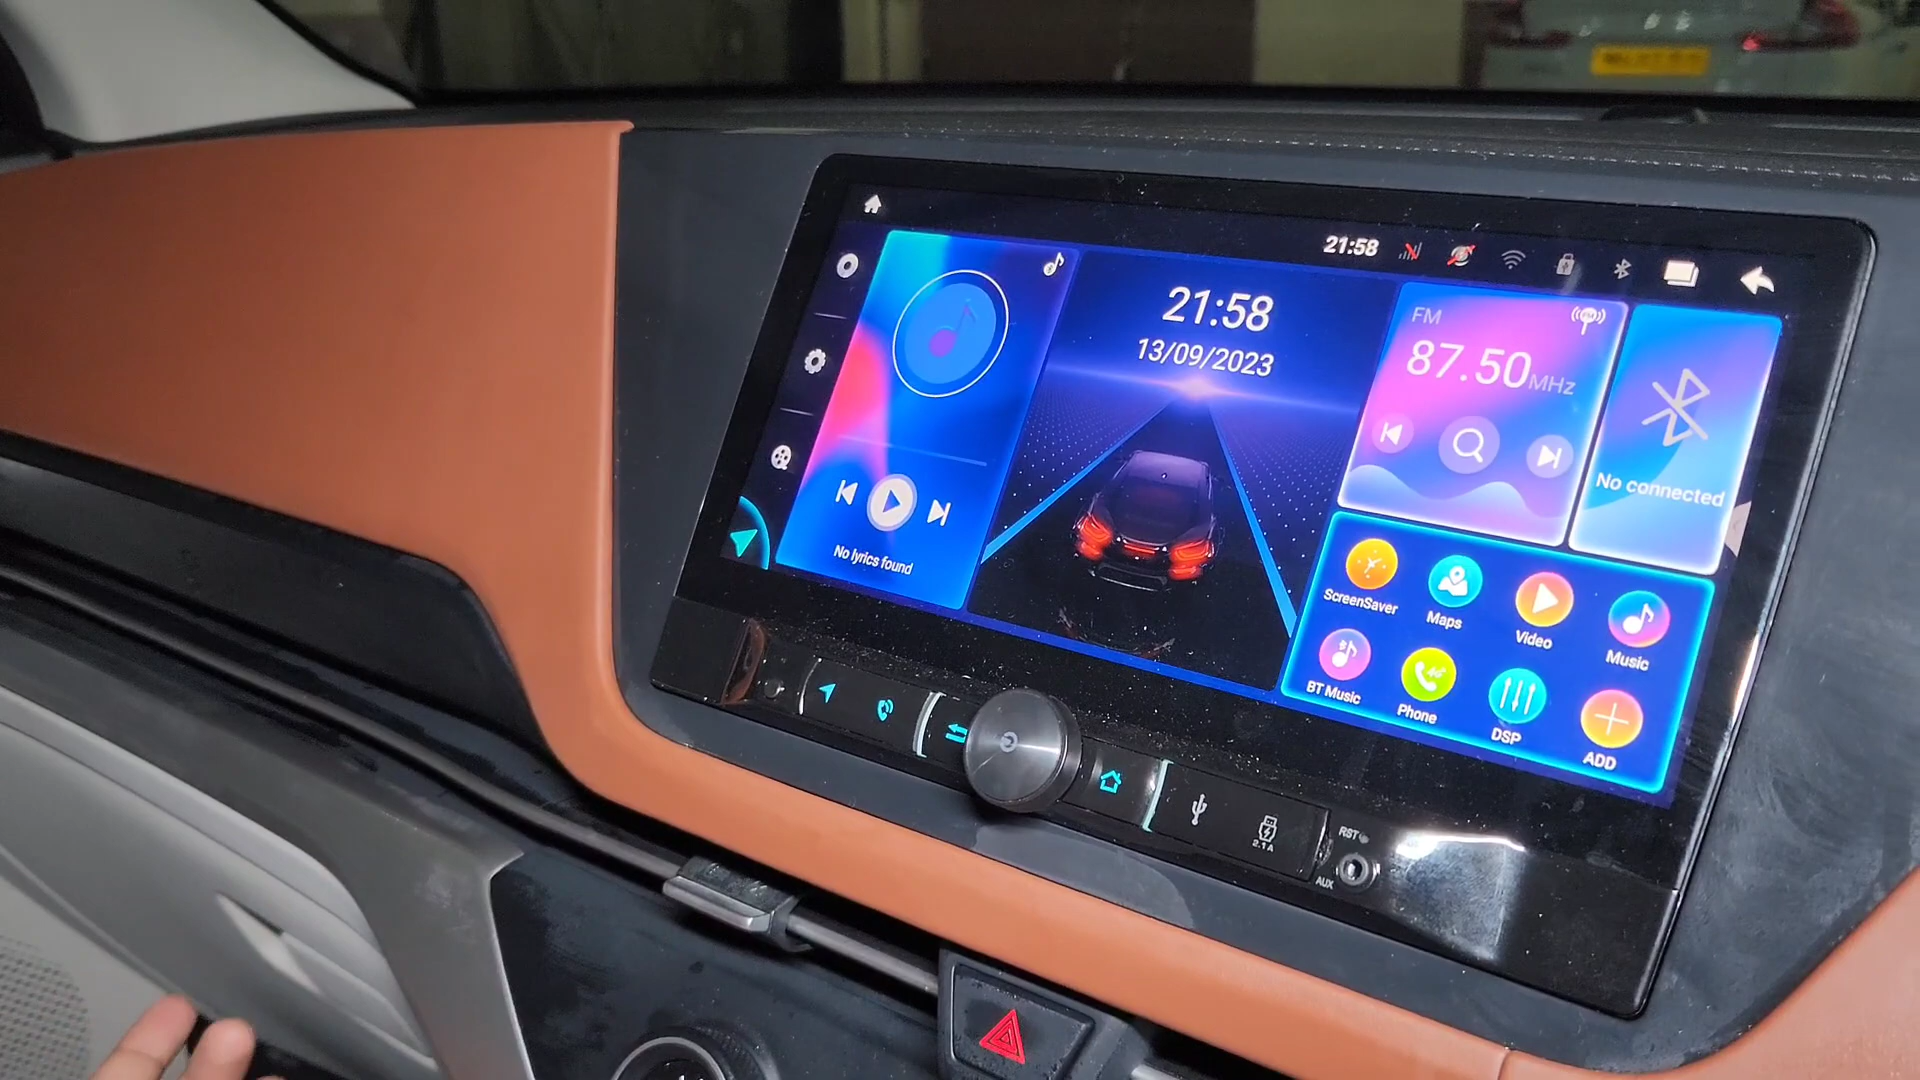 21:58
21:58
13/09/2023
No lyrics found
FM
87.50MHz
No connected
ScreenSaver
Maps
Video
Music
BT Music
Phone
DSP
ADD
2.1A
RST
AUX